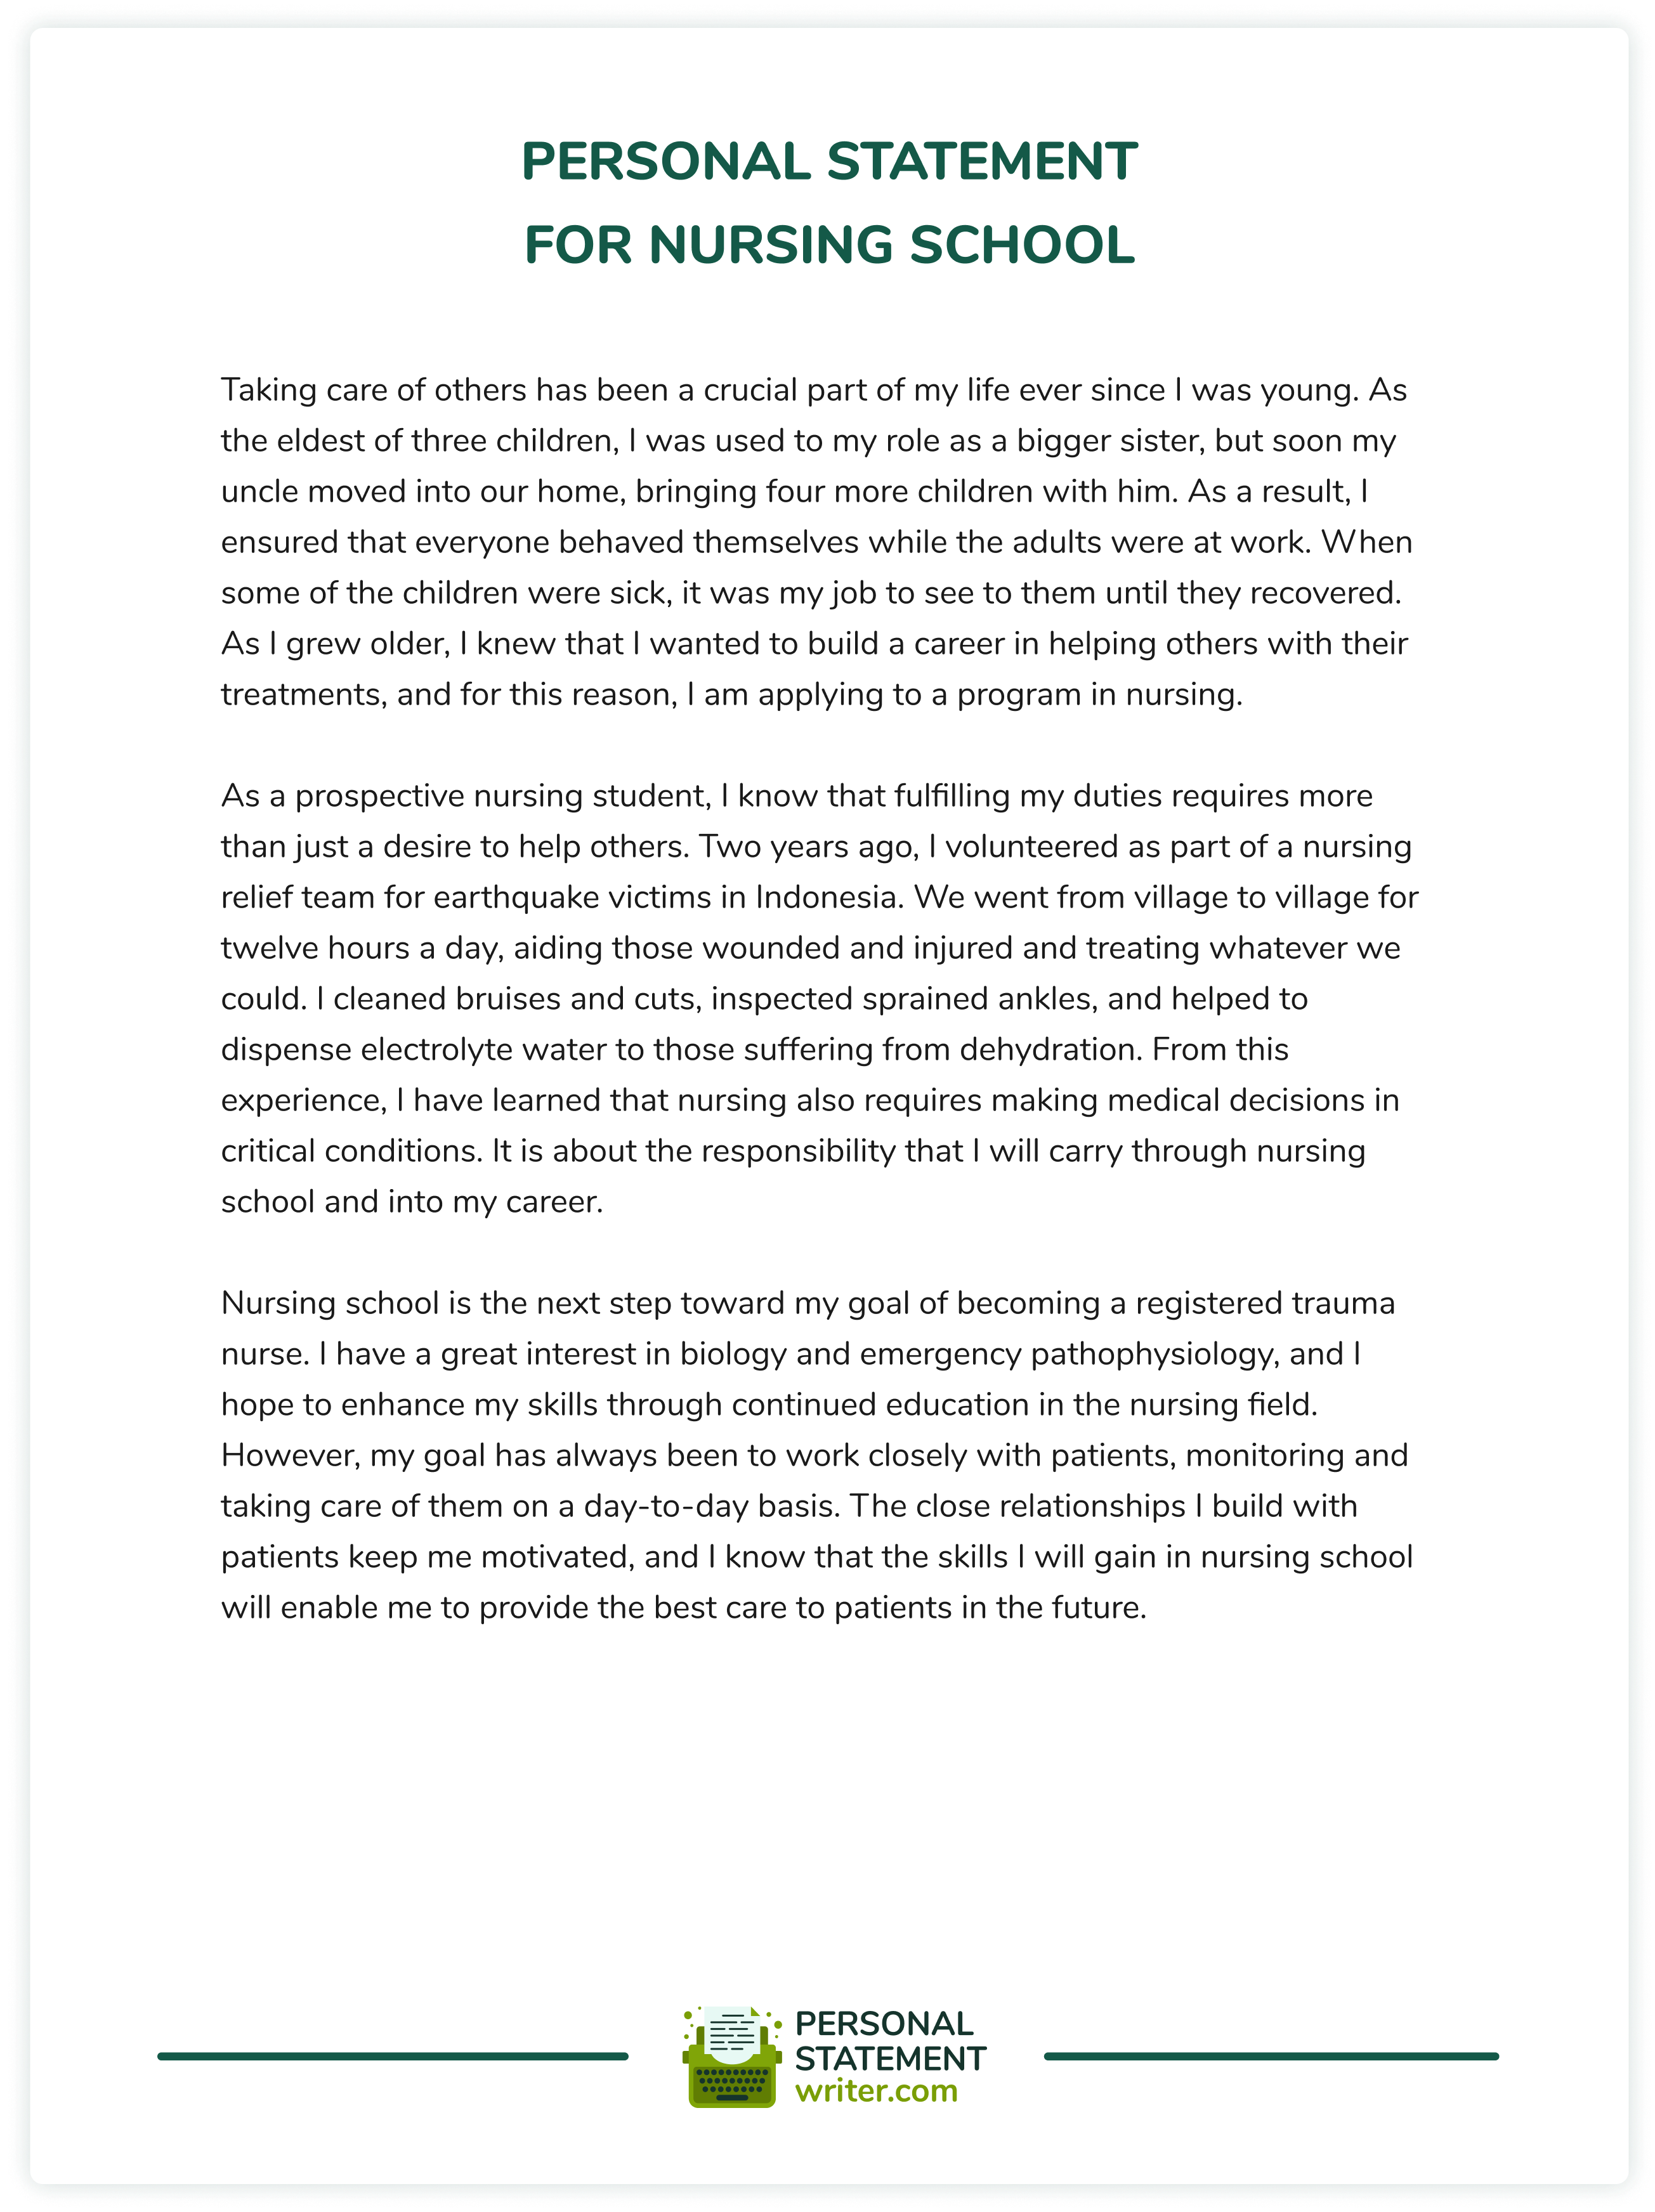 PERSONAL STATEMENT
FOR NURSING SCHOOL
Taking care of others has been a crucial part of my life ever since I was young. As
the eldest of three children, I was used to my role as a bigger sister, but soon my
uncle moved into our home, bringing four more children with him. As a result, I
ensured that everyone behaved themselves while the adults were at work. When
some of the children were sick, it was my job to see to them until they recovered.
As I grew older, I knew that I wanted to build a career in helping others with their
treatments, and for this reason, I am applying to a program in nursing.
As a prospective nursing student, I know that fulfilling my duties requires more
than just a desire to help others. Two years ago, I volunteered as part of a nursing
relief team for earthquake victims in Indonesia. We went from village to village for
twelve hours a day, aiding those wounded and injured and treating whatever we
could. I cleaned bruises and cuts, inspected sprained ankles, and helped to
dispense electrolyte water to those suffering from dehydration. From this
experience, I have learned that nursing also requires making medical decisions in
critical conditions. It is about the responsibility that I will carry through nursing
school and into my career.
Nursing school is the next step toward my goal of becoming a registered trauma
nurse. I have a great interest in biology and emergency pathophysiology, and I
hope to enhance my skills through continued education in the nursing field.
However, my goal has always been to work closely with patients, monitoring and
taking care of them on a day-to-day basis. The close relationships I build with
patients keep me motivated, and I know that the skills I will gain in nursing school
will enable me to provide the best care to patients in the future.
PERSONAL
STATEMENT
writer.com